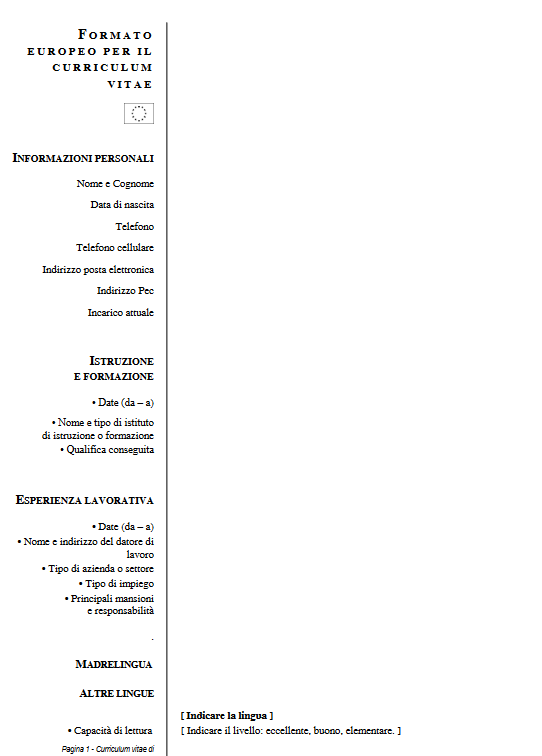 FORMATO
EUROPEO PER IL
CURRICULUM
VITAE
INFORMAZIONI PERSONALI
Nome e Cognome
Data di nascita
Telefono
Telefono cellulare
Indirizzo posta elettronica
Indirizzo Pec
Incarico attuale
ISTRUZIONE
E FORMAZIONE
• Date (da – a)
• Nome e tipo di istituto
di istruzione o formazione
• Qualifica conseguita
ESPERIENZA LAVORATIVA
• Date (da – a)
• Nome e indirizzo del datore di
lavoro
• Tipo di azienda o settore
• Tipo di impiego
• Principali mansioni
e responsabilità
.
MADRELINGUA
ALTRE LINGUE
[ Indicare la lingua ]
• Capacità di lettura [ Indicare il livello: eccellente, buono, elementare. ]
Pagina 1 - Curriculum vitae di